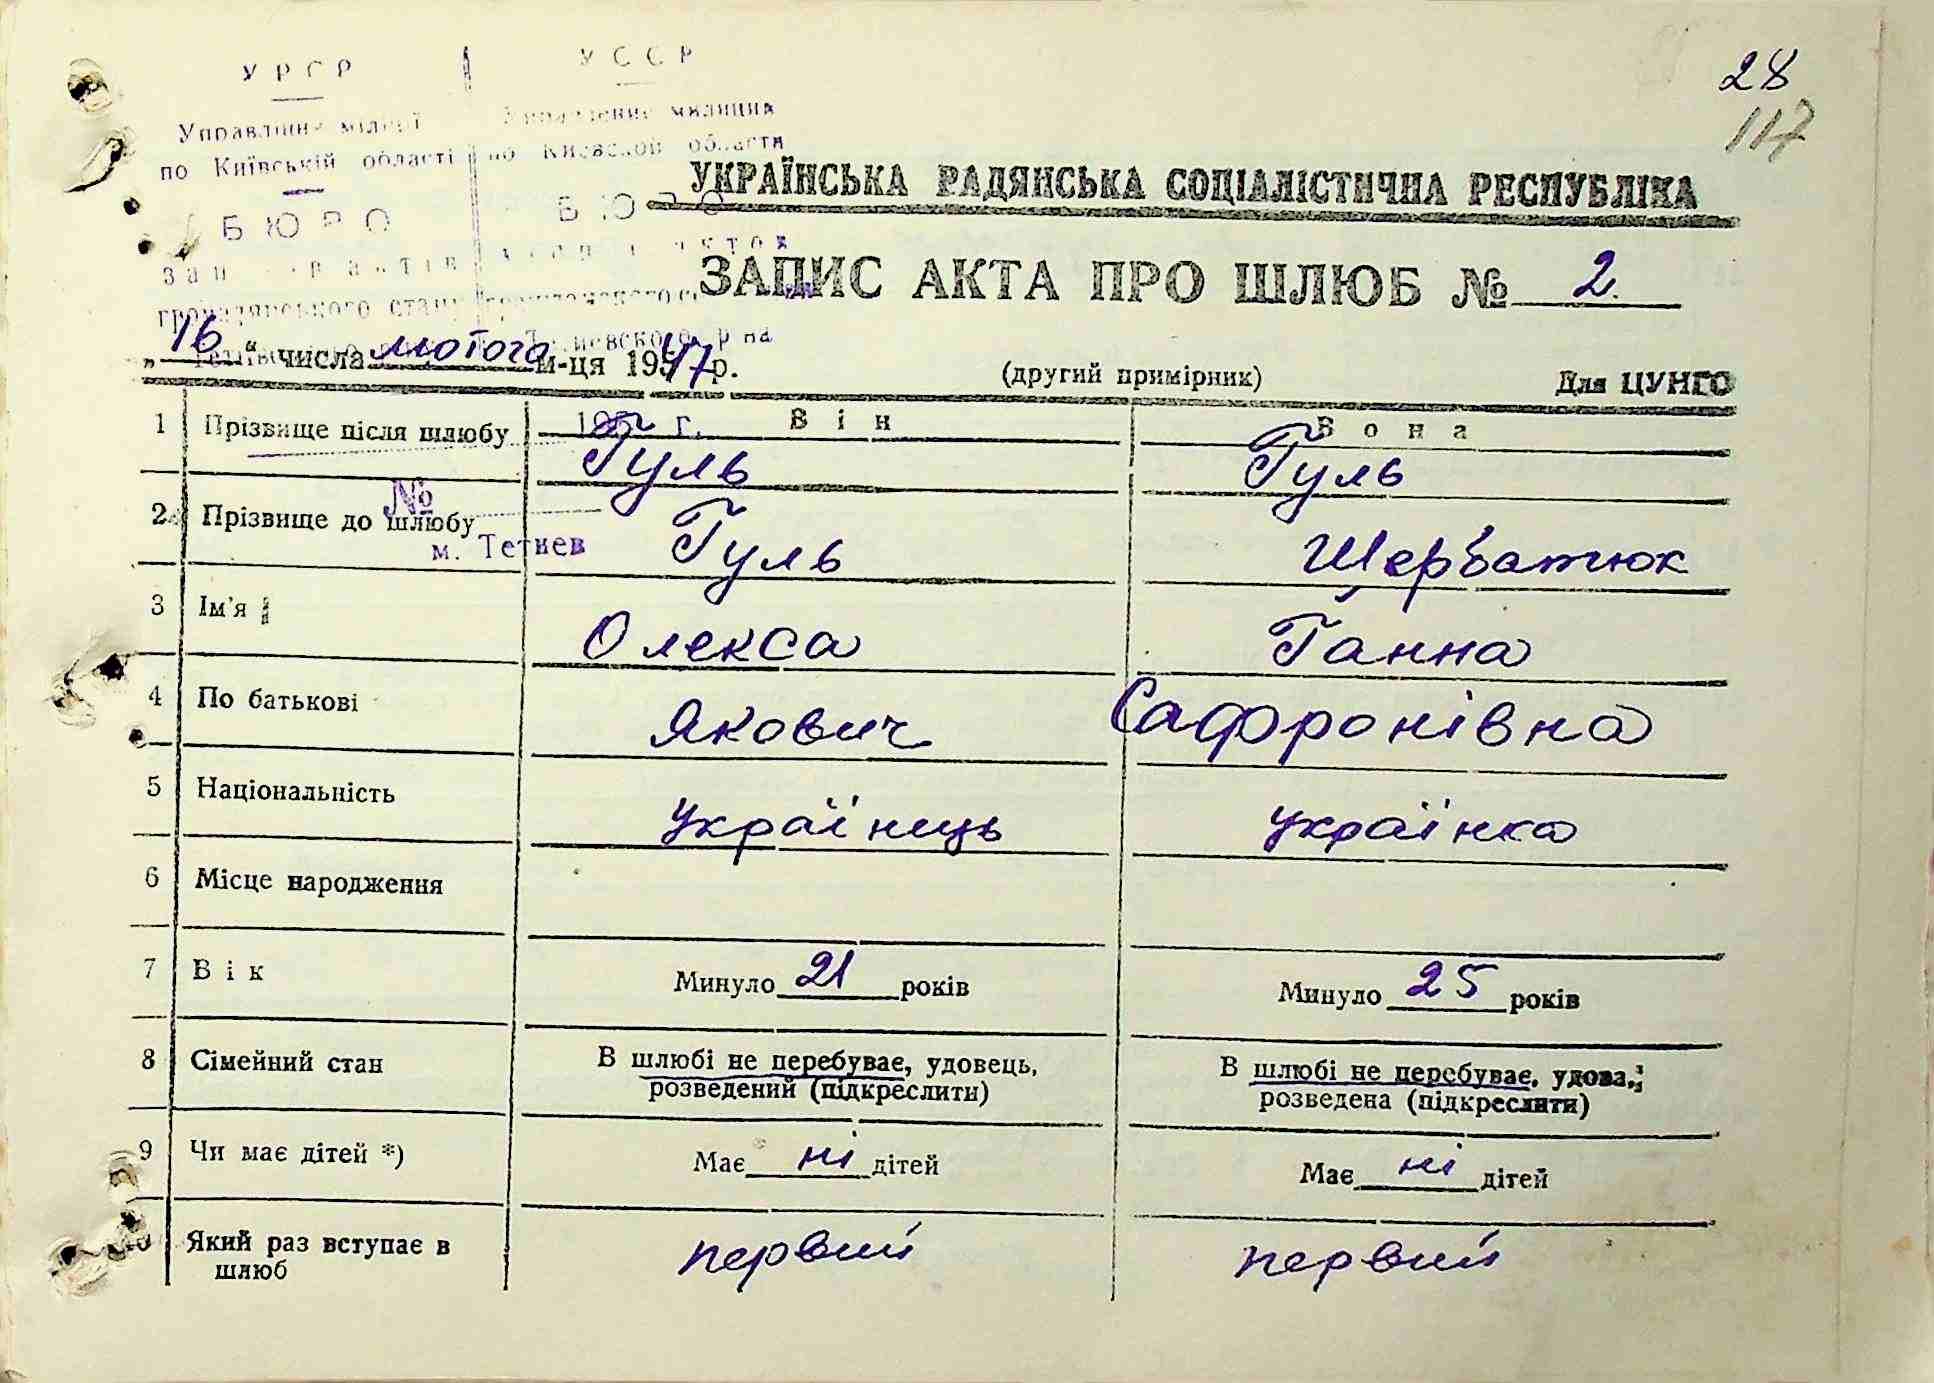 28
117
УРСР
УССР
Управління міліції
Управление милиции
по Київській області
по Киевской области
БЮРО
БЮРО
УКРАЇНСЬКА РАДЯНСЬКА СОЦІАЛІСТИЧНА РЕСПУБЛІКА
ЗАПИС АКТА ПРО ШЛЮБ № 2.
громадянського стану
„16“ числа лютого м-ця 1947 р.
(другий примірник)
Для ЦУНГО
1 Прізвище після шлюбу
Він
Вона
Гуль
Гуль
№
2 Прізвище до шлюбу
Гуль
Щербатюк
м. Тетиев
3 Ім'я
Олекса
Ганна
4 По батькові
Якович
Сафронівна
5 Національність
українець
українка
6 Місце народження
7 Вік
Минуло 21 років
Минуло 25 років
8 Сімейний стан
В шлюбі не перебуває, удовець,
розведений (підкреслити)
В шлюбі не перебуває, удова,
розведена (підкреслити)
9 Чи має дітей *)
Має ні дітей
Має ні дітей
10 Який раз вступає в
шлюб
первий
первий